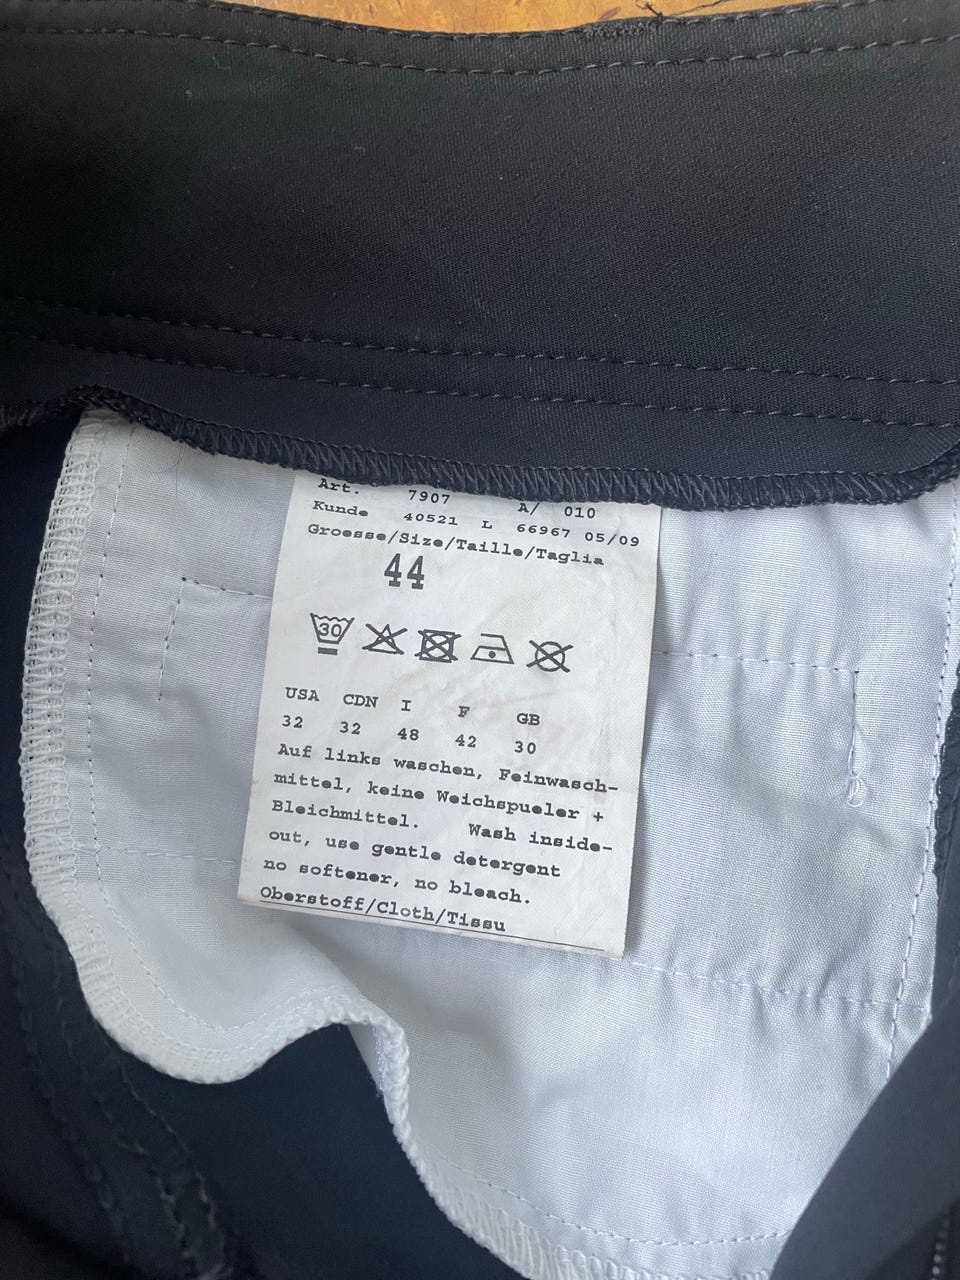 Art. 7907 A/ 010
Kunde 40521 L 66967 05/09
Groesse/Size/Taille/Taglia
44
30
USA CDN I F GB
32 32 48 42 30
Auf links waschen, Feinwasch-
mittel, keine Weichspueler +
Bleichmittel. Wash inside-
out, use gentle detergent
no softener, no bleach.
Oberstoff/Cloth/Tissu